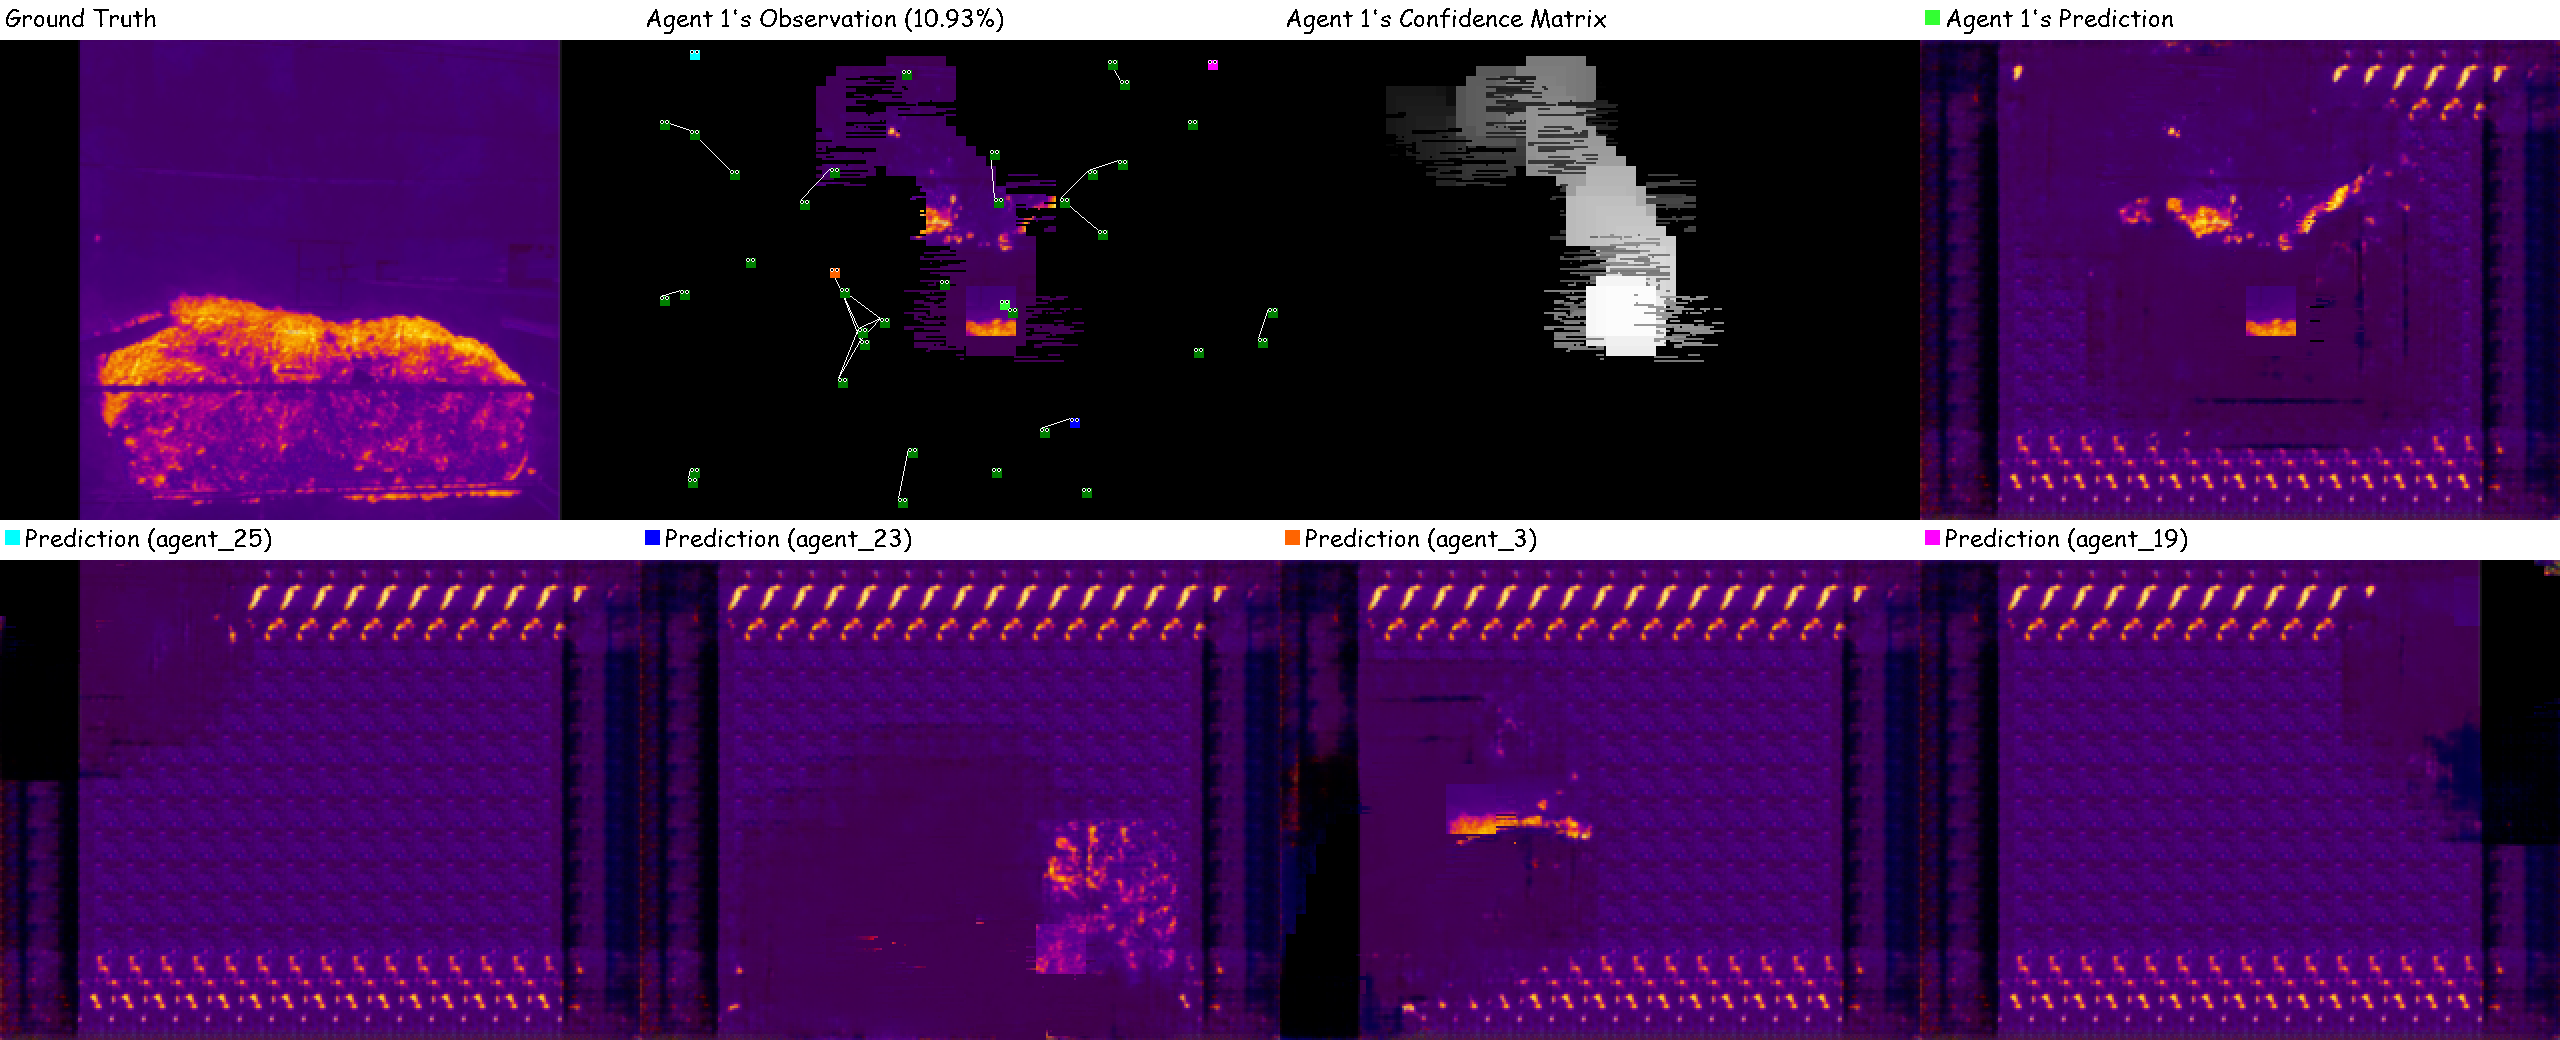 Ground Truth
Agent 1's Observation (10.93%)
Agent 1's Confidence Matrix
Agent 1's Prediction
Prediction (agent_25)
Prediction (agent_23)
Prediction (agent_3)
Prediction (agent_19)